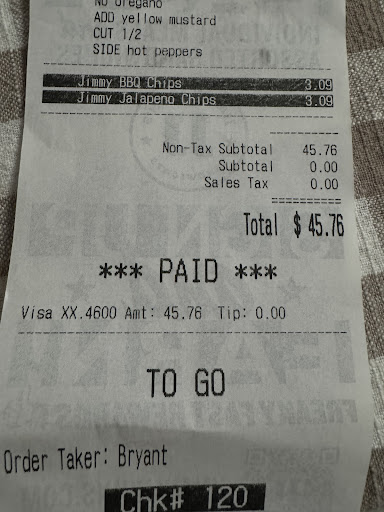 NO oregano
ADD yellow mustard
CUT 1/2
SIDE hot peppers
Jimmy BBQ Chips 3.09
Jimmy Jalapeno Chips 3.09
Non-Tax Subtotal 45.76
Subtotal 0.00
Sales Tax 0.00
Total $ 45.76
*** PAID ***
Visa XX.4600 Amt: 45.76 Tip: 0.00
TO GO
Order Taker: Bryant
Chk# 120